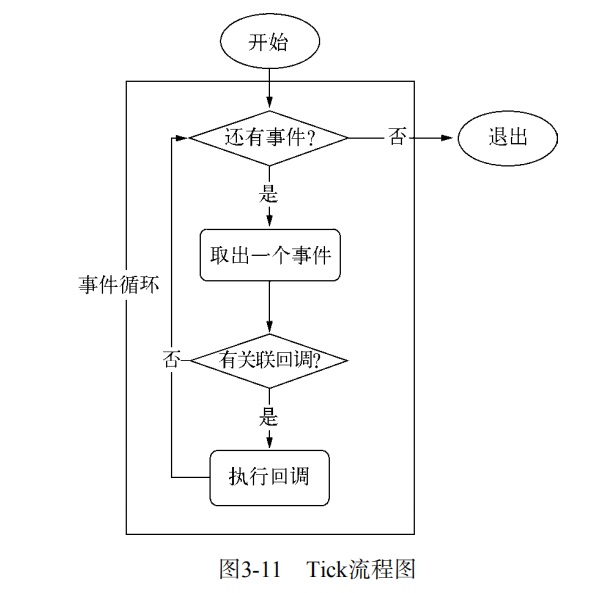 开始
还有事件?
否
退出
是
取出一个事件
事件循环
有关联回调?
否
是
执行回调
图3-11 Tick流程图